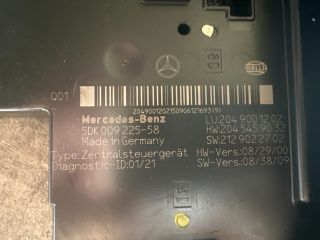 HELLA
Q01
2049001202150906121693(9)
Mercedes-Benz LU:204 900 12 02
5DK 009 225-58 HW:204 545 90 32
Made in Germany SW:212 902 27 02
Type:Zentralsteuergerät HW-Vers:08/29/00
Diagnostic-ID:01/21 SW-Vers:08/38/09